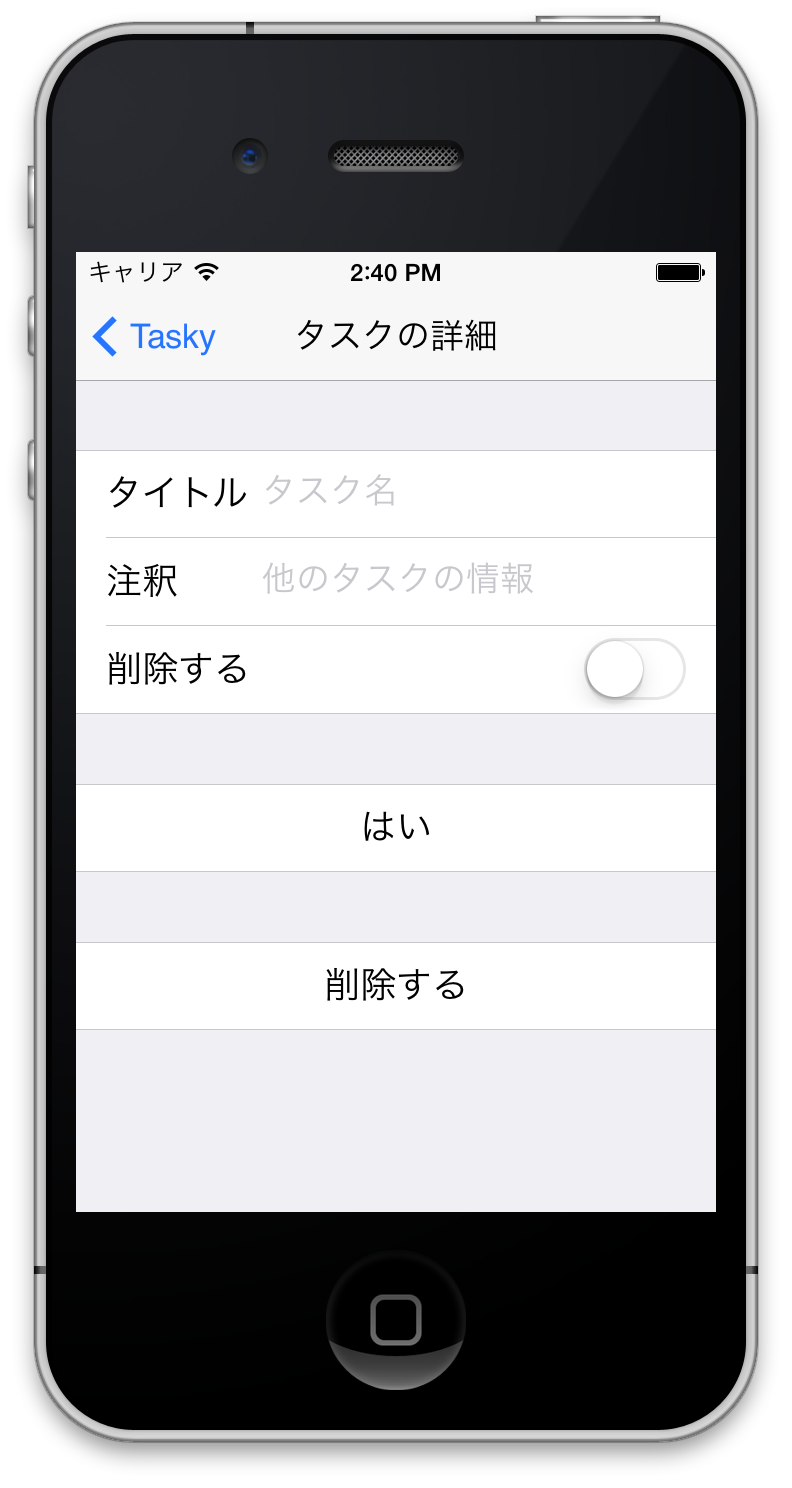 キャリア 2:40 PM
Tasky タスクの詳細
タイトル タスク名
注釈 他のタスクの情報
削除する
はい
削除する